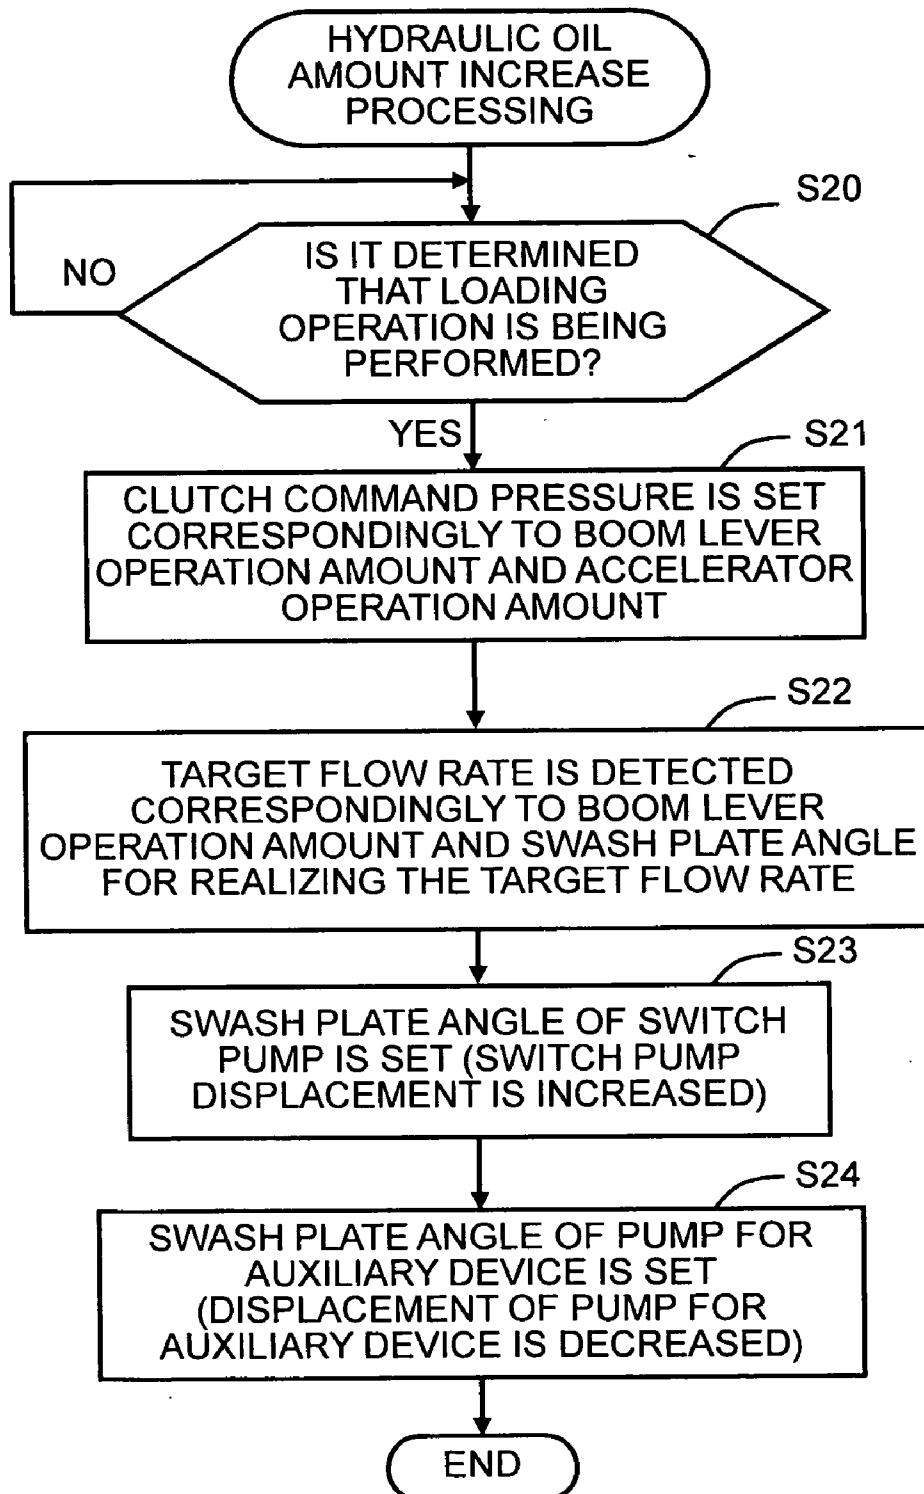 HYDRAULIC OIL
AMOUNT INCREASE
PROCESSING
S20
NO
IS IT DETERMINED
THAT LOADING
OPERATION IS BEING
PERFORMED?
YES
S21
CLUTCH COMMAND PRESSURE IS SET
CORRESPONDINGLY TO BOOM LEVER
OPERATION AMOUNT AND ACCELERATOR
OPERATION AMOUNT
S22
TARGET FLOW RATE IS DETECTED
CORRESPONDINGLY TO BOOM LEVER
OPERATION AMOUNT AND SWASH PLATE ANGLE
FOR REALIZING THE TARGET FLOW RATE
S23
SWASH PLATE ANGLE OF SWITCH
PUMP IS SET (SWITCH PUMP
DISPLACEMENT IS INCREASED)
S24
SWASH PLATE ANGLE OF PUMP FOR
AUXILIARY DEVICE IS SET
(DISPLACEMENT OF PUMP FOR
AUXILIARY DEVICE IS DECREASED)
END